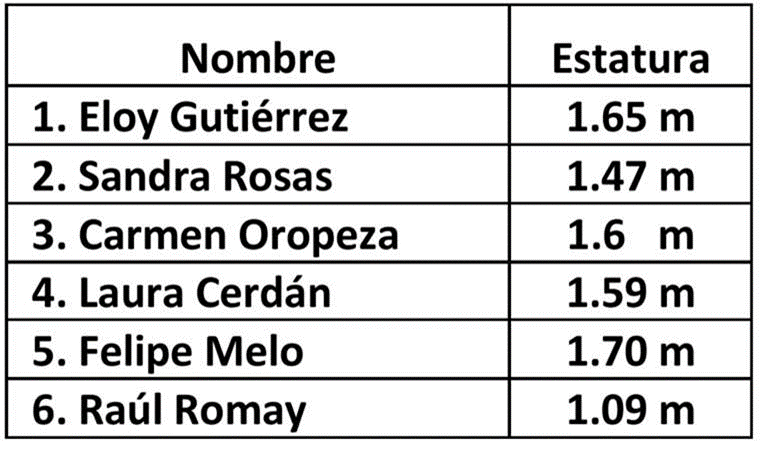 Nombre Estatura
1. Eloy Gutiérrez 1.65 m
2. Sandra Rosas 1.47 m
3. Carmen Oropeza 1.6 m
4. Laura Cerdán 1.59 m
5. Felipe Melo 1.70 m
6. Raúl Romay 1.09 m